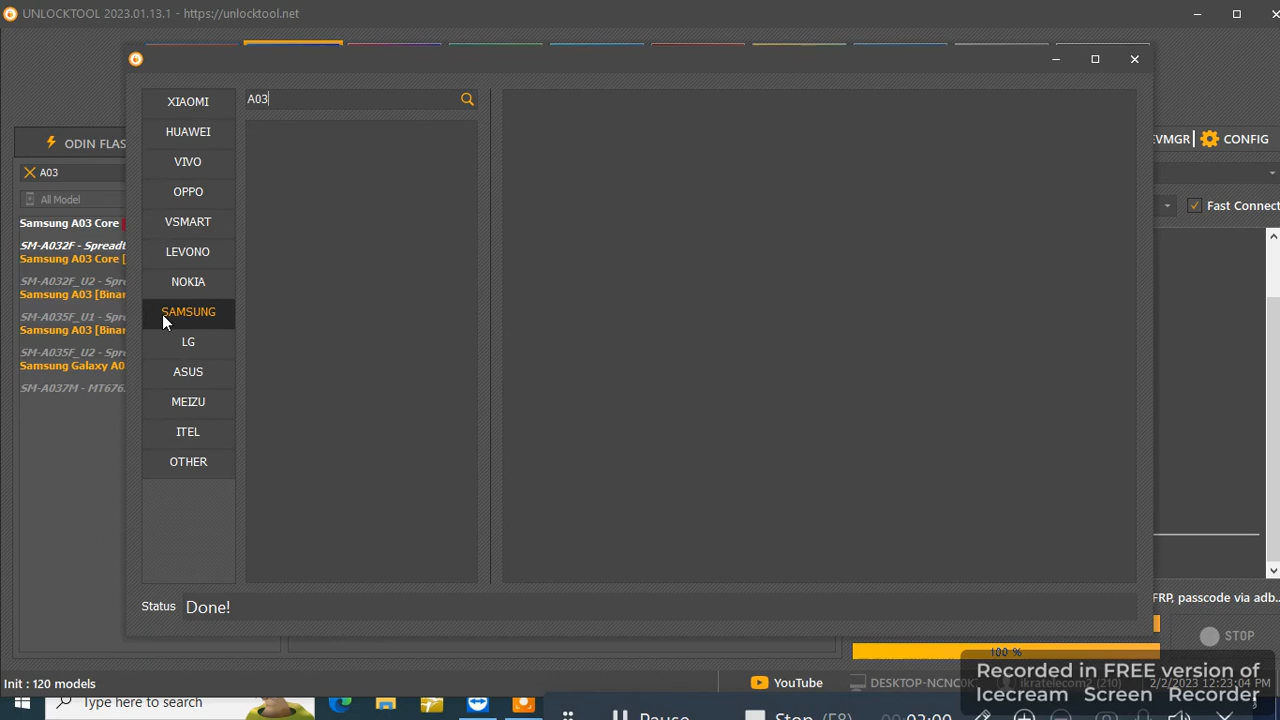 UNLOCKTOOL 2023.01.13.1 - https://unlocktool.net
XIAOMI
HUAWEI
VIVO
OPPO
VSMART
LEVONO
NOKIA
SAMSUNG
LG
ASUS
MEIZU
ITEL
OTHER
A03
ODIN FLAS
A03
All Model
Samsung A03 Core
SM-A032F - Spreadt
Samsung A03 Core [
SM-A032F_U2 - Spre
Samsung A03 [Binar
SM-A035F_U1 - Spre
Samsung A03 [Binar
SM-A035F_U2 - Spre
Samsung Galaxy A0
SM-A037M - MT676
EVMGR
CONFIG
Fast Connect
Status Done!
FRP, passcode via adb..
STOP
100 %
Init : 120 models
YouTube
DESKTOP-NCNC0K
ikratelecom2 (210)
2/2/2023 12:23:04 PM
Recorded in FREE version of
Icecream Screen Recorder
Type here to search
Pause
Stop (F8)